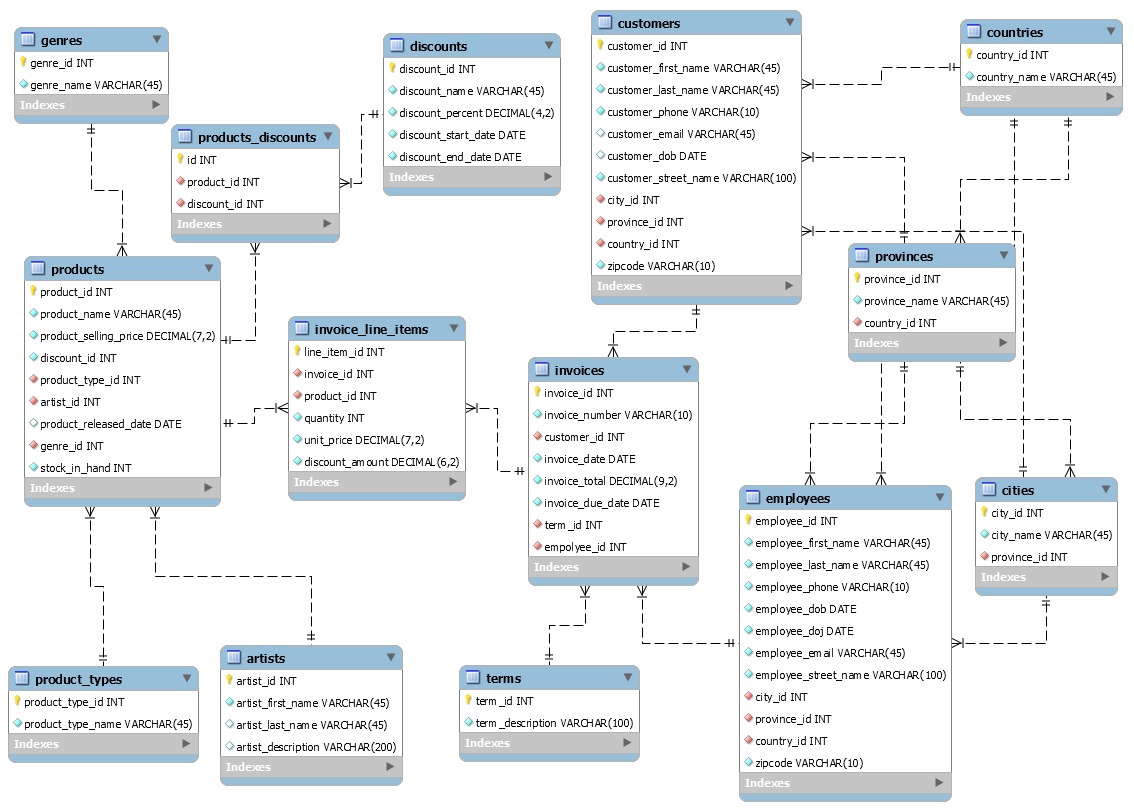 genres
genre_id INT
genre_name VARCHAR(45)
Indexes
discounts
discount_id INT
discount_name VARCHAR(45)
discount_percent DECIMAL(4,2)
discount_start_date DATE
discount_end_date DATE
Indexes
customers
customer_id INT
customer_first_name VARCHAR(45)
customer_last_name VARCHAR(45)
customer_phone VARCHAR(10)
customer_email VARCHAR(45)
customer_dob DATE
customer_street_name VARCHAR(100)
city_id INT
province_id INT
country_id INT
zipcode VARCHAR(10)
Indexes
countries
country_id INT
country_name VARCHAR(45)
Indexes
products_discounts
id INT
product_id INT
discount_id INT
Indexes
products
product_id INT
product_name VARCHAR(45)
product_selling_price DECIMAL(7,2)
discount_id INT
product_type_id INT
artist_id INT
product_released_date DATE
genre_id INT
stock_in_hand INT
Indexes
invoice_line_items
line_item_id INT
invoice_id INT
product_id INT
quantity INT
unit_price DECIMAL(7,2)
discount_amount DECIMAL(6,2)
Indexes
invoices
invoice_id INT
invoice_number VARCHAR(10)
customer_id INT
invoice_date DATE
invoice_total DECIMAL(9,2)
invoice_due_date DATE
term_id INT
empolyee_id INT
Indexes
provinces
province_id INT
province_name VARCHAR(45)
country_id INT
Indexes
employees
employee_id INT
employee_first_name VARCHAR(45)
employee_last_name VARCHAR(45)
employee_phone VARCHAR(10)
employee_dob DATE
employee_doj DATE
employee_email VARCHAR(45)
employee_street_name VARCHAR(100)
city_id INT
province_id INT
country_id INT
zipcode VARCHAR(10)
Indexes
cities
city_id INT
city_name VARCHAR(45)
province_id INT
Indexes
product_types
product_type_id INT
product_type_name VARCHAR(45)
Indexes
artists
artist_id INT
artist_first_name VARCHAR(45)
artist_last_name VARCHAR(45)
artist_description VARCHAR(200)
Indexes
terms
term_id INT
term_description VARCHAR(100)
Indexes